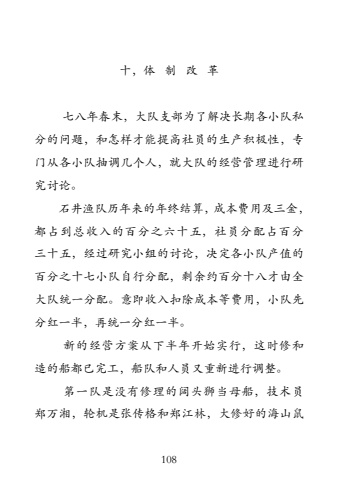 十，体 制 改 革
七八年春末，大队支部为了解决长期各小队私
分的问题，和怎样才能提高社员的生产积极性，专
门从各小队抽调几个人，就大队的经营管理进行研
究讨论。
石井渔队历年来的年终结算，成本费用及三金，
都占到总收入的百分之六十五，社员分配占百分
三十五，经过研究小组的讨论，决定各小队产值的
百分之十七小队自行分配，剩余约百分十八才由全
大队统一分配。意即收入扣除成本等费用，小队先
分红一半，再统一分红一半。
新的经营方案从下半年开始实行，这时修和
造的船都已完工，船队和人员又重新进行调整。
第一队是没有修理的阔头狮当母船，技术员
郑万湘，轮机是张传格和郑江林，大修好的海山鼠
108